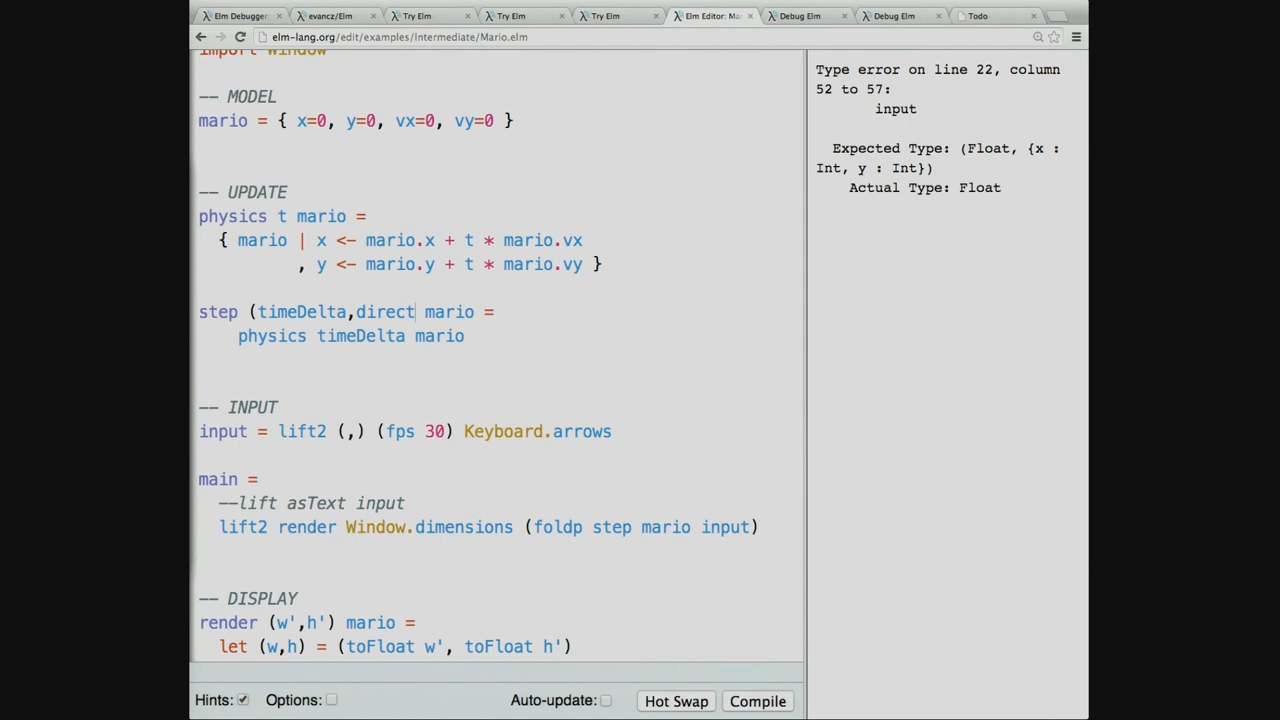 Elm Debugger
evancz/Elm
Try Elm
Try Elm
Try Elm
Elm Editor: Ma
Debug Elm
Debug Elm
Todo
elm-lang.org/edit/examples/Intermediate/Mario.elm
import Window
-- MODEL
mario = { x=0, y=0, vx=0, vy=0 }
-- UPDATE
physics t mario =
{ mario | x <- mario.x + t * mario.vx
, y <- mario.y + t * mario.vy }
step (timeDelta,direct mario =
physics timeDelta mario
-- INPUT
input = lift2 (,) (fps 30) Keyboard.arrows
main =
--lift asText input
lift2 render Window.dimensions (foldp step mario input)
-- DISPLAY
render (w',h') mario =
let (w,h) = (toFloat w', toFloat h')
Hints:
Options:
Auto-update:
Hot Swap
Compile
Type error on line 22, column
52 to 57:
input
Expected Type: (Float, {x :
Int, y : Int})
Actual Type: Float